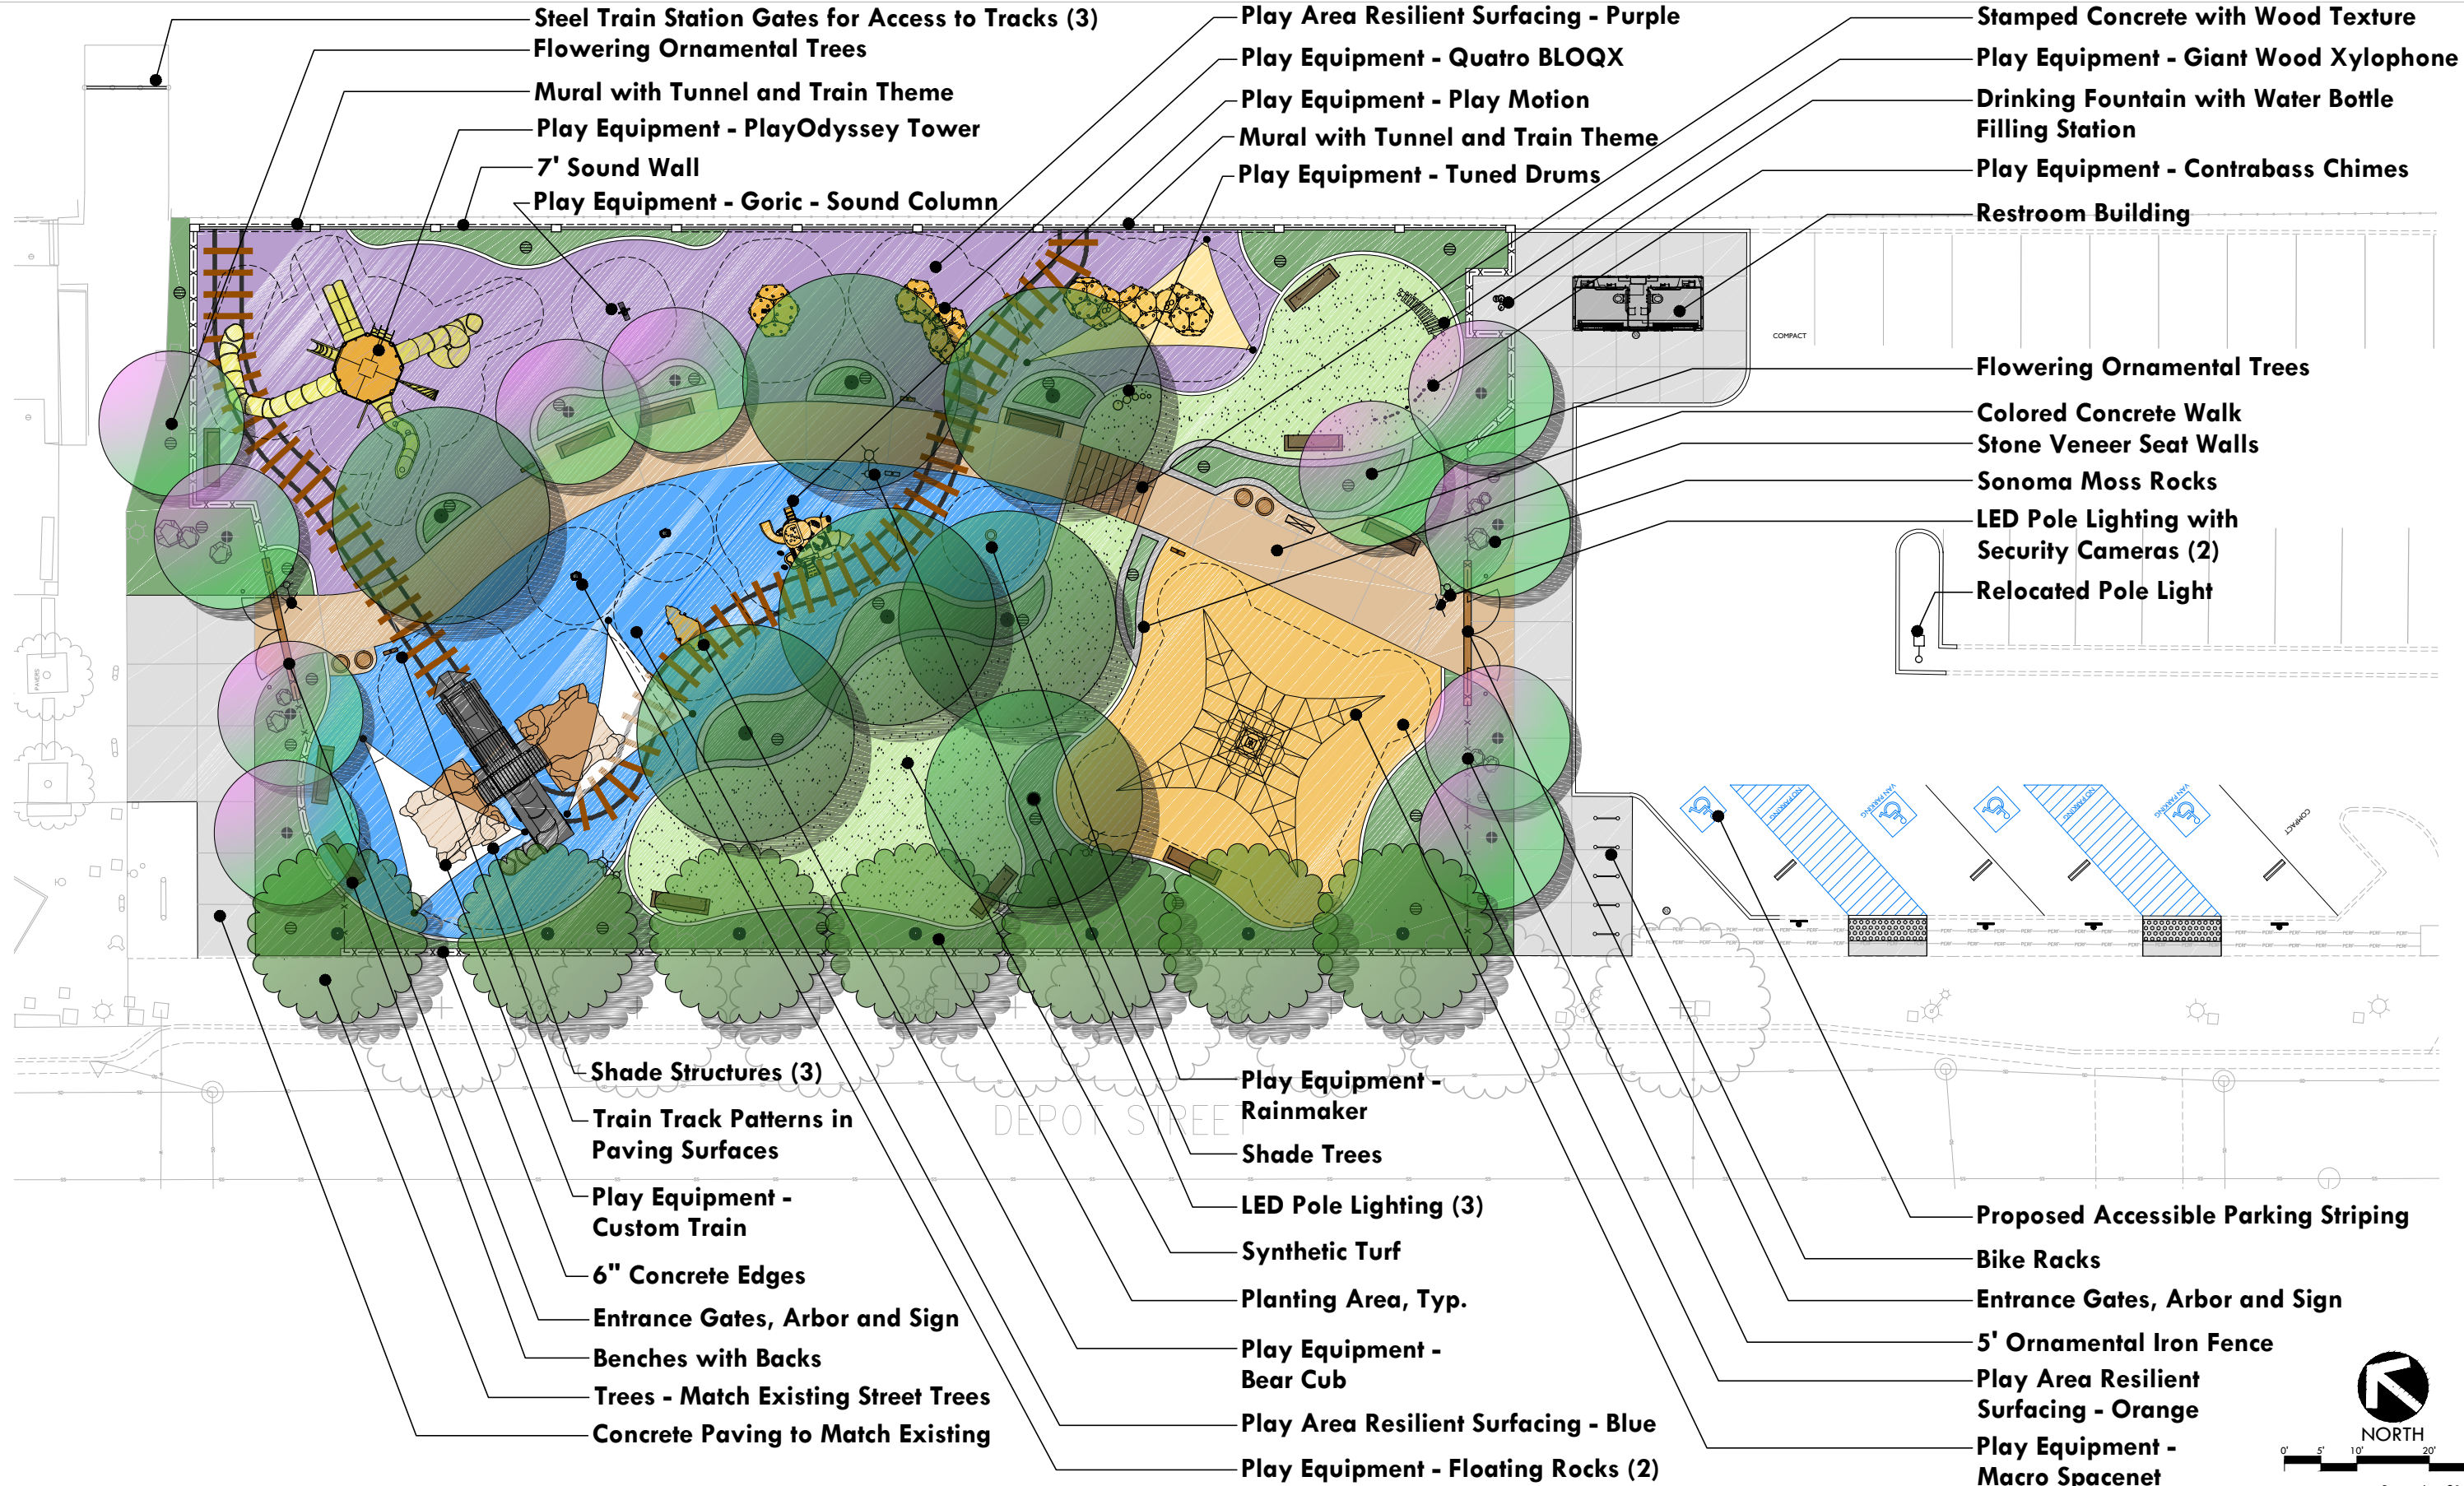 Steel Train Station Gates for Access to Tracks (3)
Flowering Ornamental Trees
Mural with Tunnel and Train Theme
Play Equipment - PlayOdyssey Tower
7' Sound Wall
Play Equipment - Goric - Sound Column
Play Area Resilient Surfacing - Purple
Play Equipment - Quatro BLOQX
Play Equipment - Play Motion
Mural with Tunnel and Train Theme
Play Equipment - Tuned Drums
Stamped Concrete with Wood Texture
Play Equipment - Giant Wood Xylophone
Drinking Fountain with Water Bottle
Filling Station
Play Equipment - Contrabass Chimes
Restroom Building
COMPACT
Flowering Ornamental Trees
Colored Concrete Walk
Stone Veneer Seat Walls
Sonoma Moss Rocks
LED Pole Lighting with
Security Cameras (2)
Relocated Pole Light
PAVERS
NO PARKING
VAN PARKING
NO PARKING
VAN PARKING
COMPACT
DEPOT STREET
Shade Structures (3)
Train Track Patterns in
Paving Surfaces
Play Equipment -
Custom Train
6" Concrete Edges
Entrance Gates, Arbor and Sign
Benches with Backs
Trees - Match Existing Street Trees
Concrete Paving to Match Existing
Play Equipment -
Rainmaker
Shade Trees
LED Pole Lighting (3)
Synthetic Turf
Planting Area, Typ.
Play Equipment -
Bear Cub
Play Area Resilient Surfacing - Blue
Play Equipment - Floating Rocks (2)
Proposed Accessible Parking Striping
Bike Racks
Entrance Gates, Arbor and Sign
5' Ornamental Iron Fence
Play Area Resilient
Surfacing - Orange
Play Equipment -
Macro Spacenet
NORTH
0' 5' 10' 20'